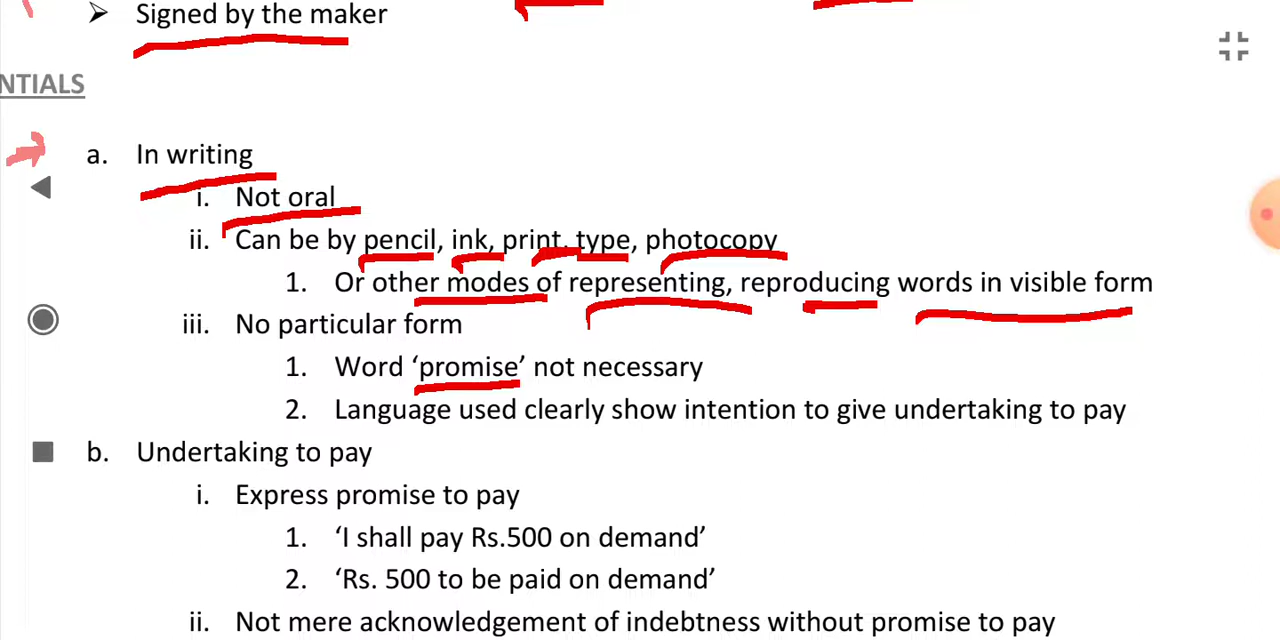 ➢ Signed by the maker
NTIALS
a. In writing
i. Not oral
ii. Can be by pencil, ink, print, type, photocopy
1. Or other modes of representing, reproducing words in visible form
iii. No particular form
1. Word ‘promise’ not necessary
2. Language used clearly show intention to give undertaking to pay
b. Undertaking to pay
i. Express promise to pay
1. ‘I shall pay Rs.500 on demand’
2. ‘Rs. 500 to be paid on demand’
ii. Not mere acknowledgement of indebtness without promise to pay